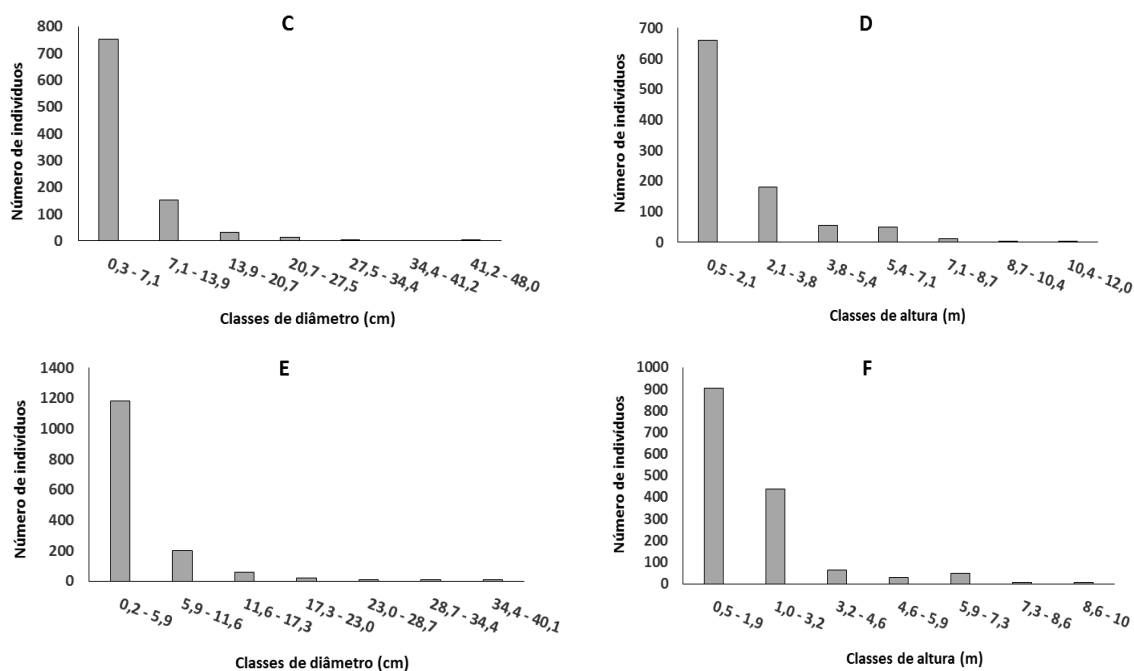 C
Número de indivíduos
800
700
600
500
400
300
200
100
0
0,3 - 7,1
7,1 - 13,9
13,9 - 20,7
20,7 - 27,5
27,5 - 34,4
34,4 - 41,2
41,2 - 48,0
Classes de diâmetro (cm)
D
Número de indivíduos
700
600
500
400
300
200
100
0
0,5 - 2,1
2,1 - 3,8
3,8 - 5,4
5,4 - 7,1
7,1 - 8,7
8,7 - 10,4
10,4 - 12,0
Classes de altura (m)
E
Número de indivíduos
1400
1200
1000
800
600
400
200
0
0,2 - 5,9
5,9 - 11,6
11,6 - 17,3
17,3 - 23,0
23,0 - 28,7
28,7 - 34,4
34,4 - 40,1
Classes de diâmetro (cm)
F
Número de indivíduos
1000
900
800
700
600
500
400
300
200
100
0
0,5 - 1,9
1,0 - 3,2
3,2 - 4,6
4,6 - 5,9
5,9 - 7,3
7,3 - 8,6
8,6 - 10
Classes de altura (m)